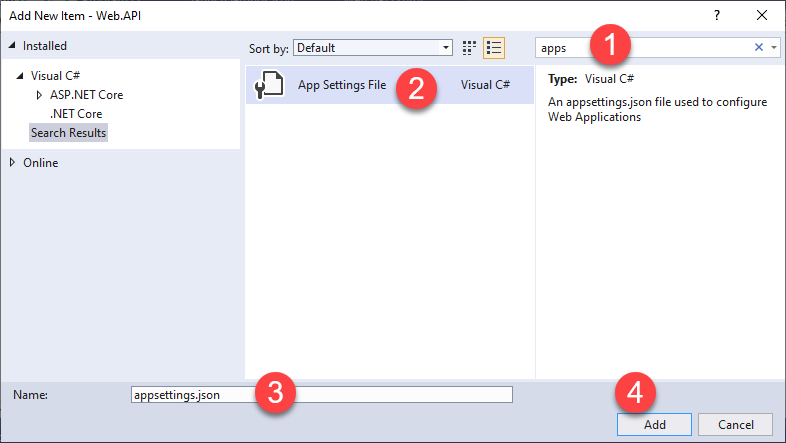 Add New Item - Web.API
? ×
Installed
Sort by: Default
apps
1
Visual C#
ASP.NET Core
.NET Core
Search Results
Online
App Settings File
2
Visual C#
Type: Visual C#
An appsettings.json file used to configure
Web Applications
Name:
appsettings.json
3
4
Add
Cancel